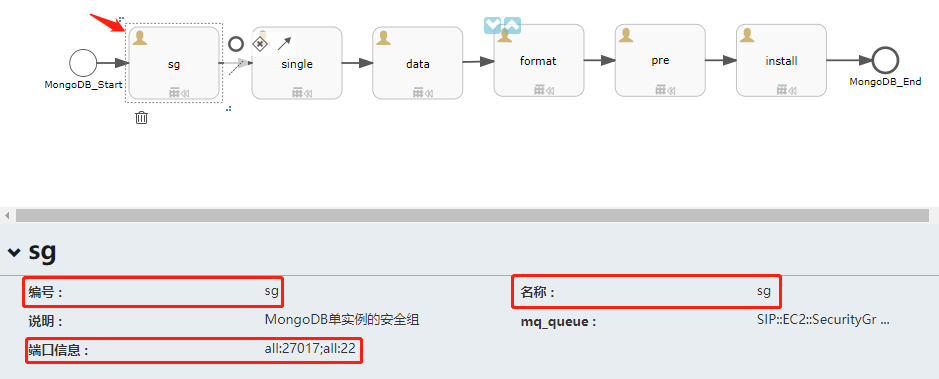 sg
single
data
format
pre
install
MongoDB_Start
MongoDB_End
sg
编号： sg 名称： sg
说明： MongoDB单实例的安全组 mq_queue： SIP::EC2::SecurityGr ...
端口信息： all:27017;all:22